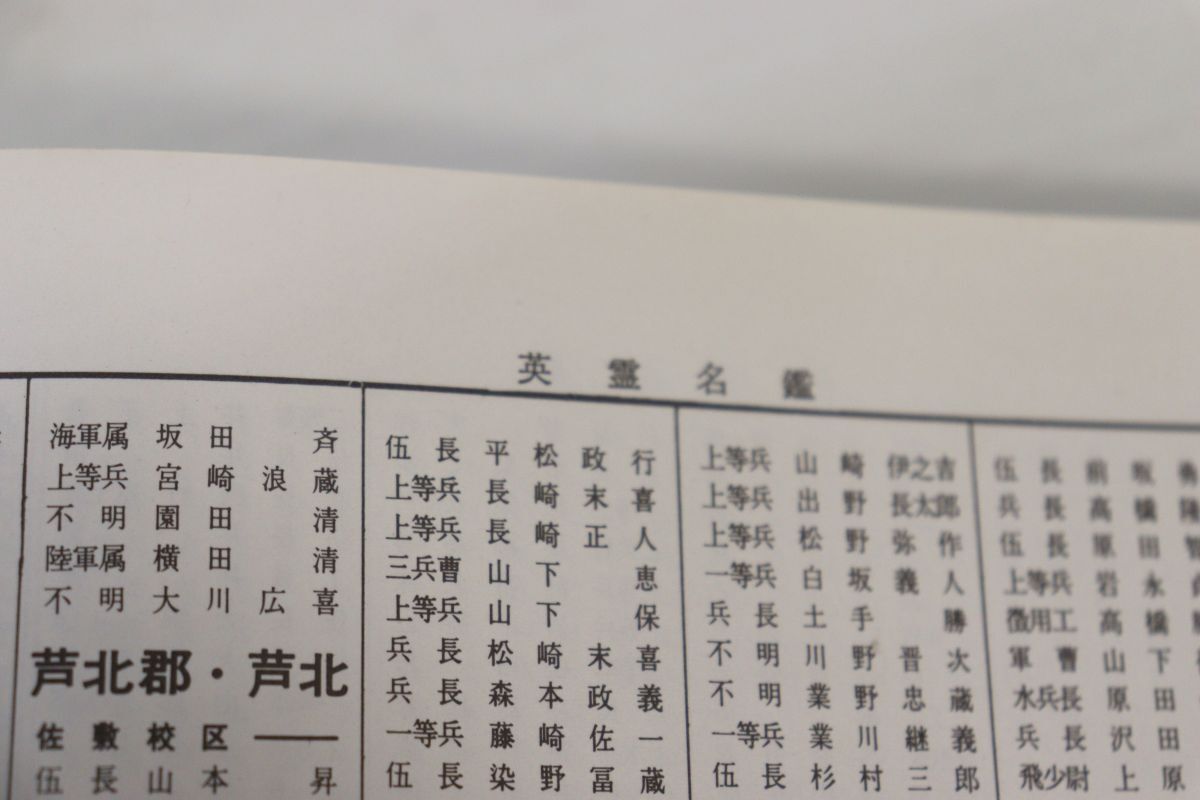 英霊名鑑
海軍属 坂田 斉
上等兵 宮崎浪蔵
不明 園田 清
陸軍属 横田 清
不明 大川広喜
芦北郡・芦北
佐敷校区
伍長 山本 昇
伍長 平松政行
上等兵 長崎末喜
上等兵 長崎正人
三兵曹 山下 恵
上等兵 山下 保
兵長 松崎末喜
兵長 森本政義
一等兵 藤崎佐一
伍長 染野冨蔵
上等兵 山崎伊之吉
上等兵 出野長太郎
上等兵 松野弥作
一等兵 白坂義人
兵長 土手 勝
不明 川野晋次
不明 業野忠蔵
一等兵 業川継義
伍長 杉村三郎
伍長 前坂
兵長 高橋
伍長 原田
上等兵 岩永
徴用工 高橋
軍曹 山下
水兵長 原田
兵長 沢田
飛少尉 上原